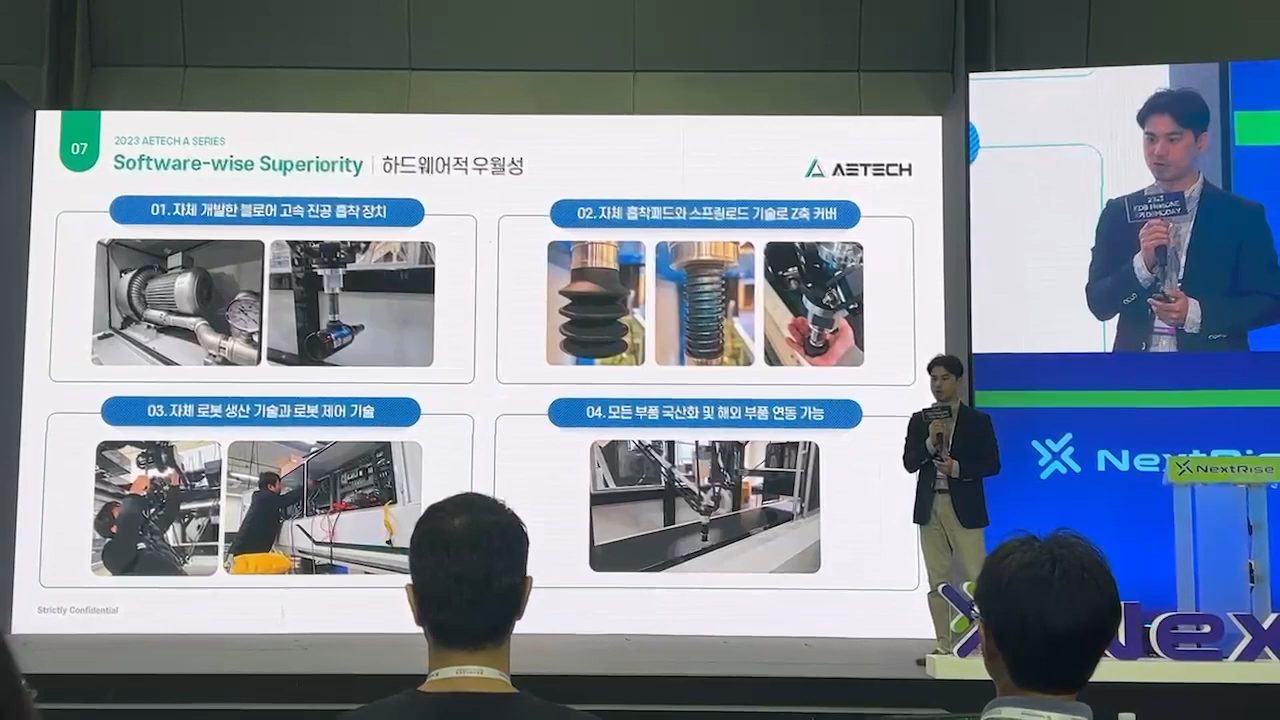 07
2023 AETECH A SERIES
Software-wise Superiority | 하드웨어적 우월성
AETECH
01. 자체 개발한 블로어 고속 진공 흡착 장치
02. 자체 흡착패드와 스프링로드 기술로 Z축 커버
03. 자체 로봇 생산 기술과 로봇 제어 기술
04. 모든 부품 국산화 및 해외 부품 연동 가능
Strictly Confidential
2023
NextRis
NextRise
Nex